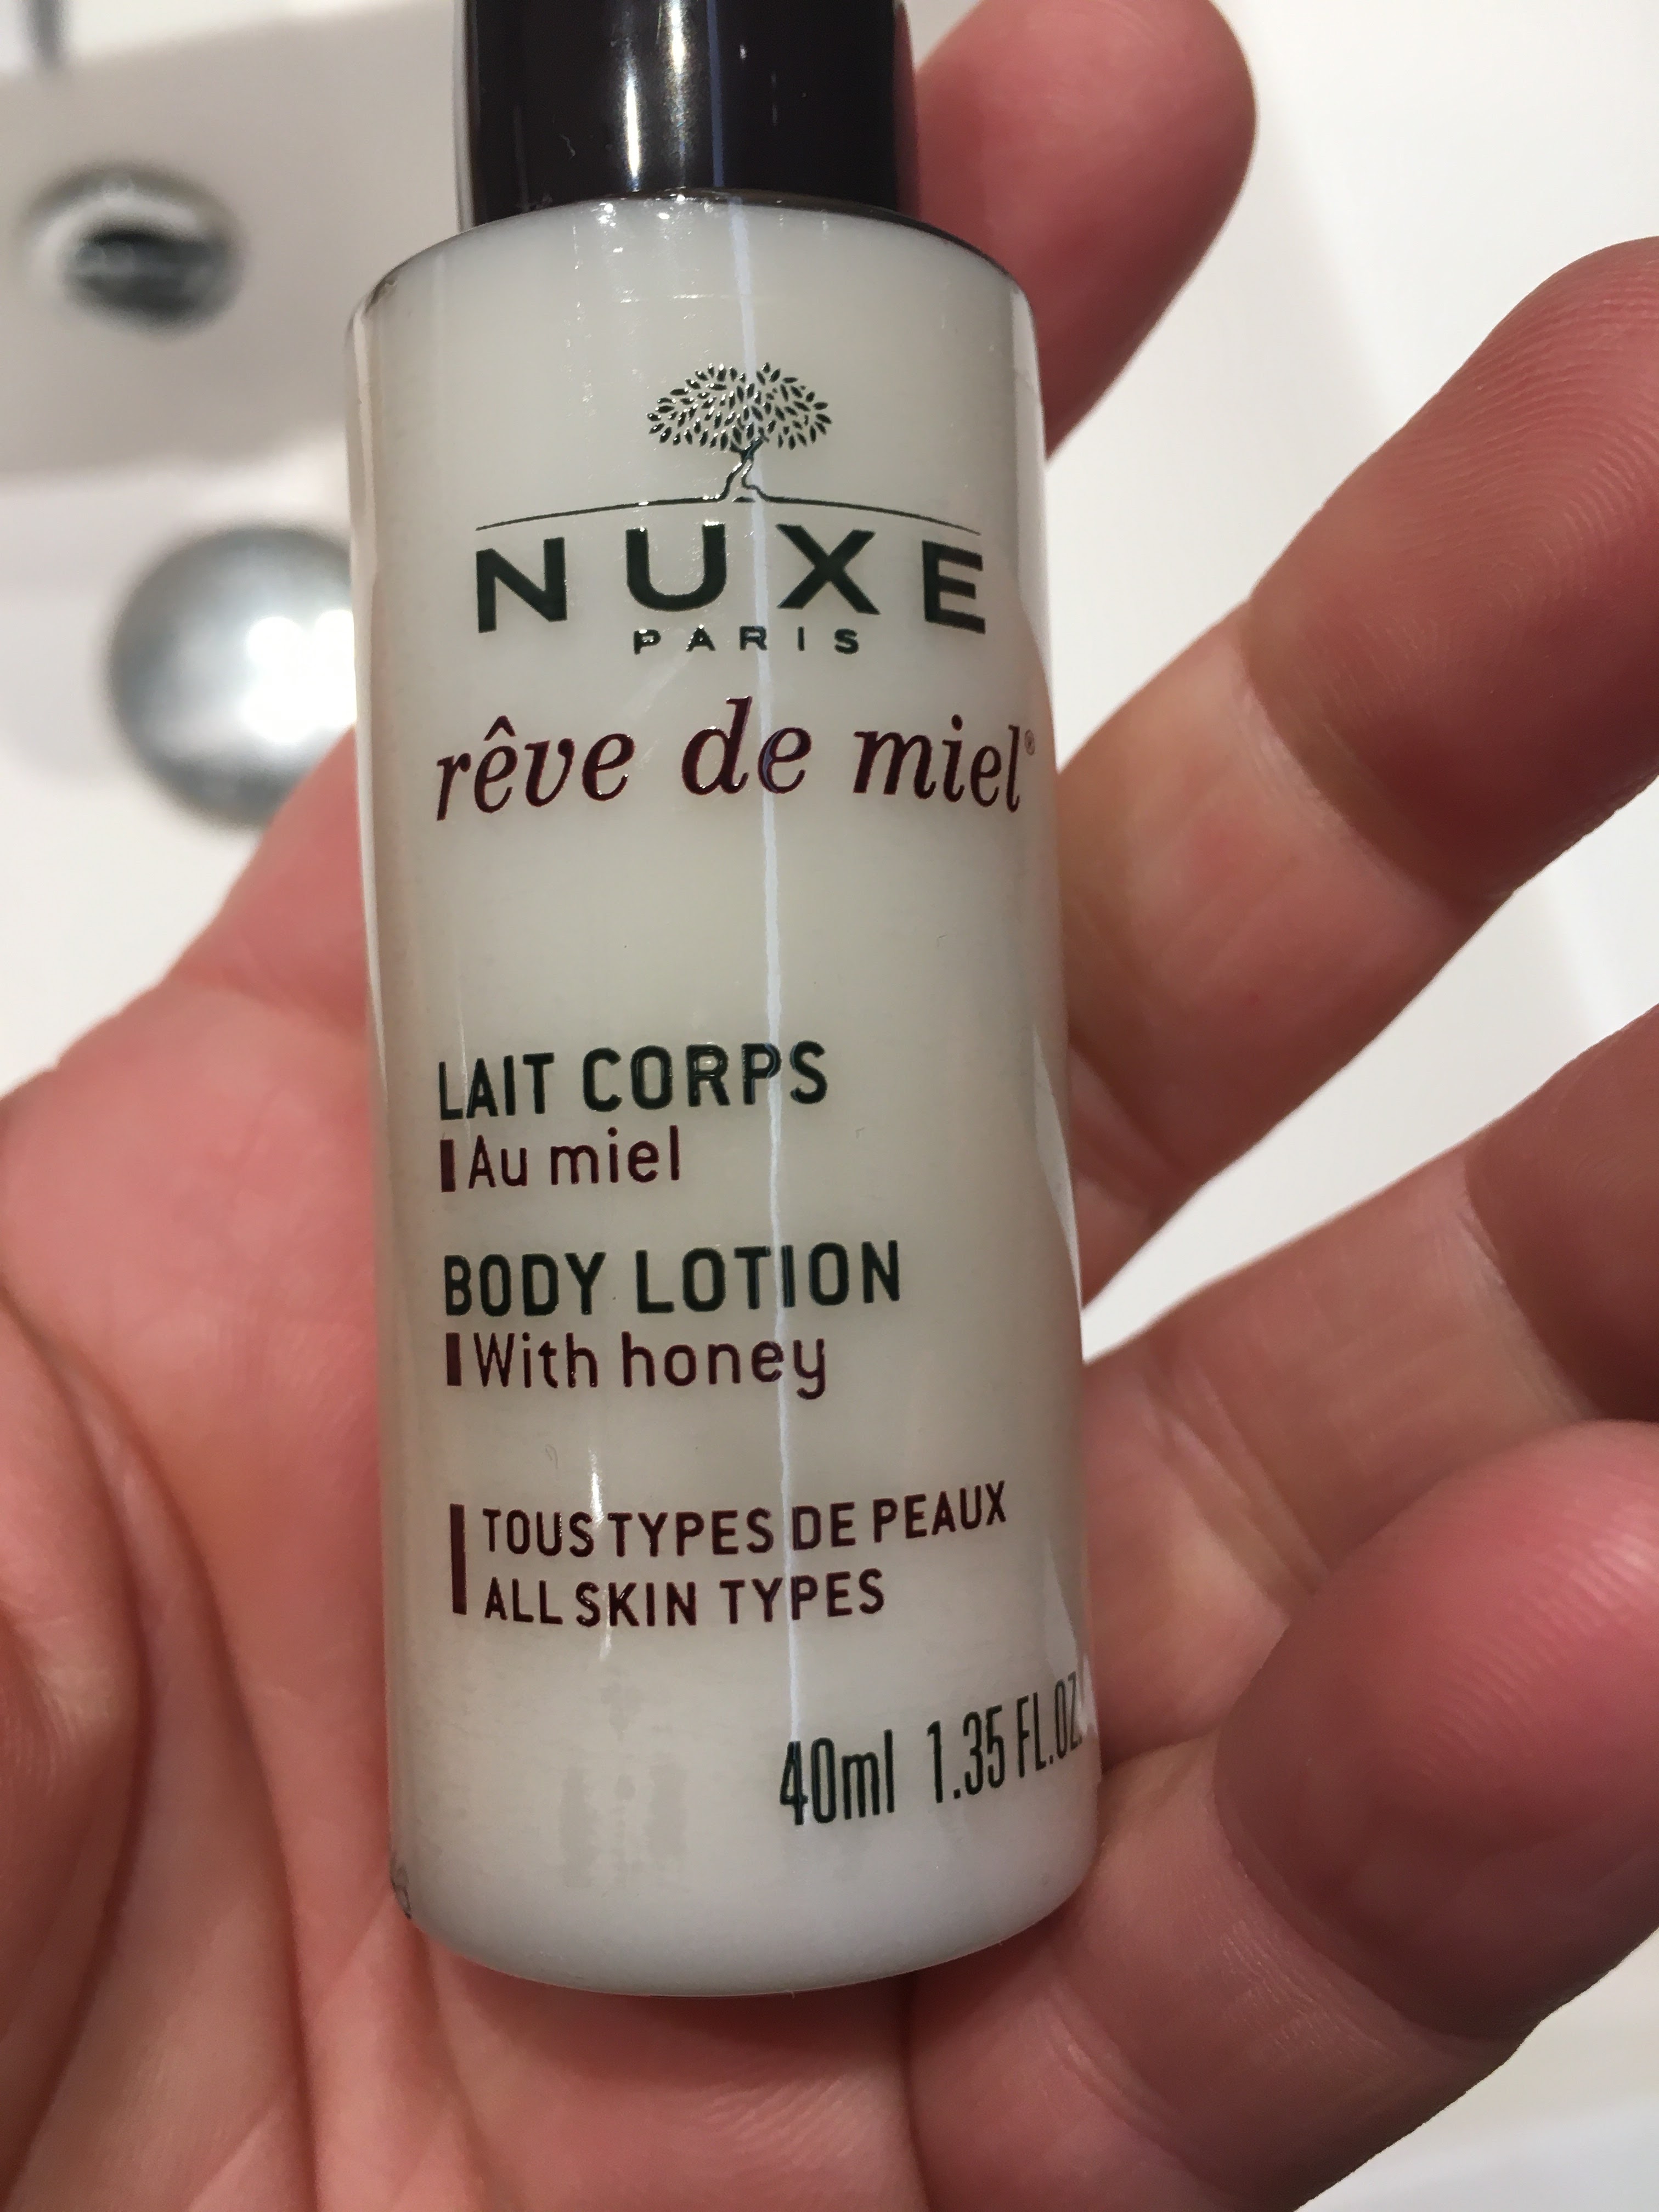 NUXE
PARIS
rêve de miel®
LAIT CORPS
Au miel
BODY LOTION
With honey
TOUS TYPES DE PEAUX
ALL SKIN TYPES
40ml 1.35 FL.OZ.